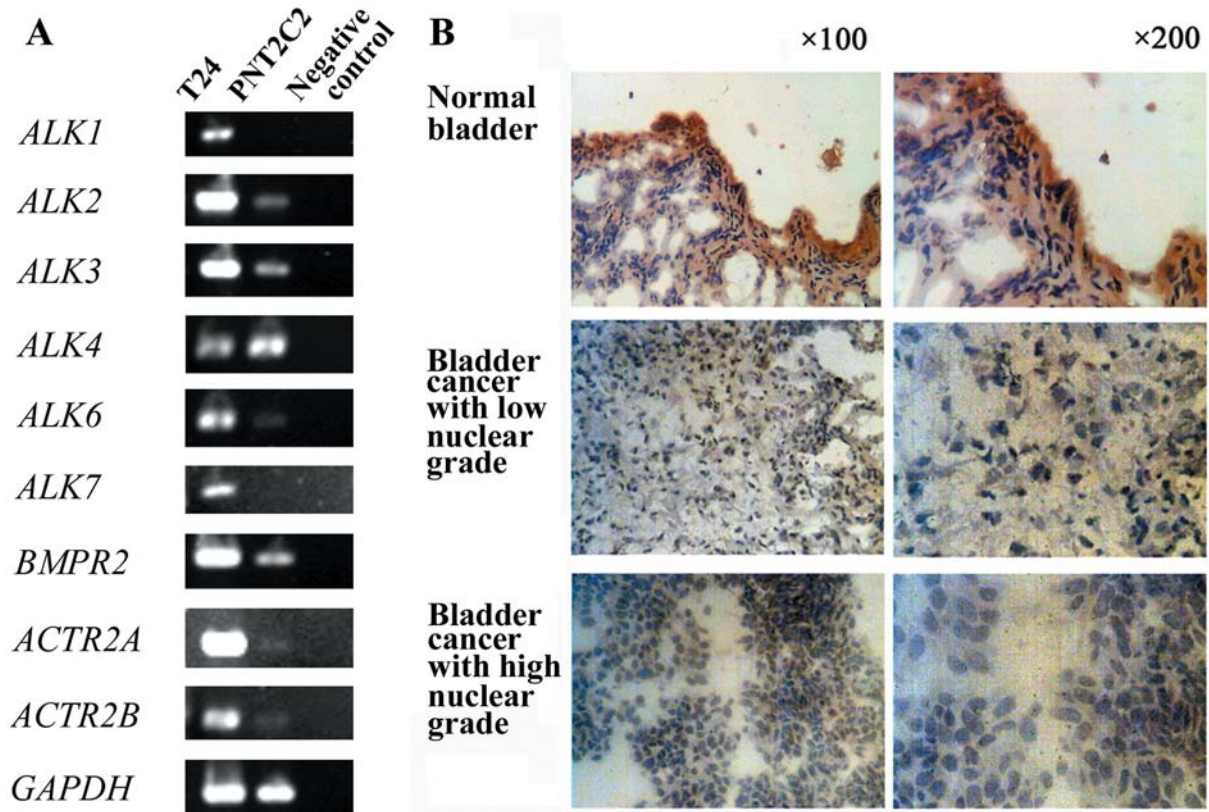 A
T24
PNT2C2
Negative
control
ALK1
ALK2
ALK3
ALK4
ALK6
ALK7
BMPR2
ACTR2A
ACTR2B
GAPDH
B
×100
×200
Normal
bladder
Bladder
cancer
with low
nuclear
grade
Bladder
cancer
with high
nuclear
grade